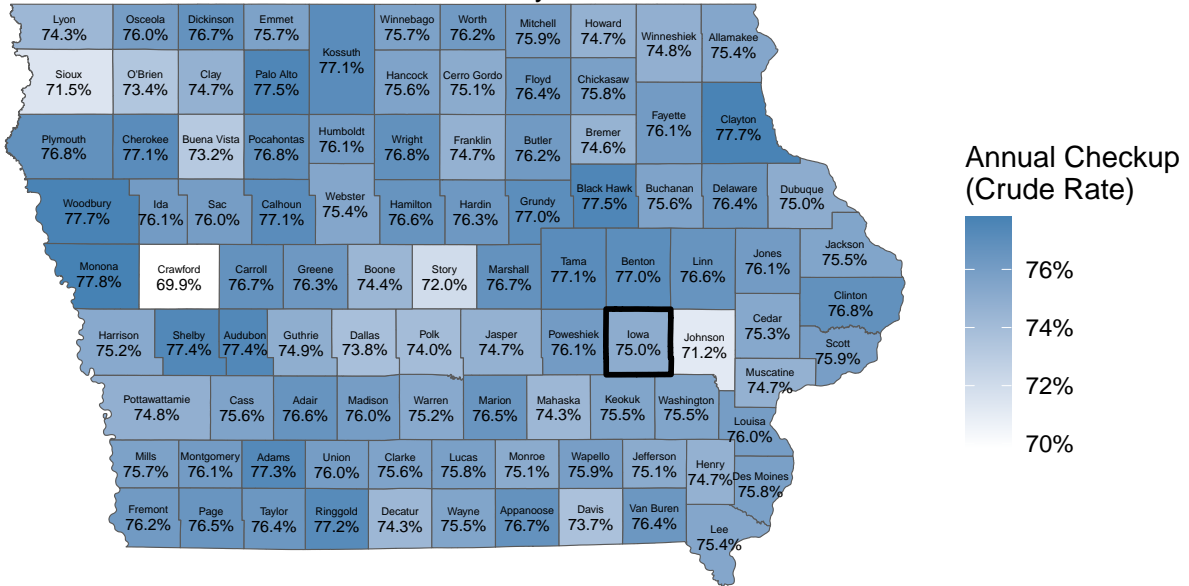 Lyon
74.3%
Osceola
76.0%
Dickinson
76.7%
Emmet
75.7%
Kossuth
77.1%
Winnebago
75.7%
Worth
76.2%
Mitchell
75.9%
Howard
74.7%
Winneshiek
74.8%
Allamakee
75.4%
Sioux
71.5%
O'Brien
73.4%
Clay
74.7%
Palo Alto
77.5%
Hancock
75.6%
Cerro Gordo
75.1%
Floyd
76.4%
Chickasaw
75.8%
Fayette
76.1%
Clayton
77.7%
Plymouth
76.8%
Cherokee
77.1%
Buena Vista
73.2%
Pocahontas
76.8%
Humboldt
76.1%
Wright
76.8%
Franklin
74.7%
Butler
76.2%
Bremer
74.6%
Woodbury
77.7%
Ida
76.1%
Sac
76.0%
Calhoun
77.1%
Webster
75.4%
Hamilton
76.6%
Hardin
76.3%
Grundy
77.0%
Black Hawk
77.5%
Buchanan
75.6%
Delaware
76.4%
Dubuque
75.0%
Monona
77.8%
Crawford
69.9%
Carroll
76.7%
Greene
76.3%
Boone
74.4%
Story
72.0%
Marshall
76.7%
Tama
77.1%
Benton
77.0%
Linn
76.6%
Jones
76.1%
Jackson
75.5%
Clinton
76.8%
Harrison
75.2%
Shelby
77.4%
Audubon
77.4%
Guthrie
74.9%
Dallas
73.8%
Polk
74.0%
Jasper
74.7%
Poweshiek
76.1%
Iowa
75.0%
Johnson
71.2%
Cedar
75.3%
Scott
75.9%
Muscatine
74.7%
Pottawattamie
74.8%
Cass
75.6%
Adair
76.6%
Madison
76.0%
Warren
75.2%
Marion
76.5%
Mahaska
74.3%
Keokuk
75.5%
Washington
75.5%
Louisa
76.0%
Mills
75.7%
Montgomery
76.1%
Adams
77.3%
Union
76.0%
Clarke
75.6%
Lucas
75.8%
Monroe
75.1%
Wapello
75.9%
Jefferson
75.1%
Henry
74.7%
Des Moines
75.8%
Fremont
76.2%
Page
76.5%
Taylor
76.4%
Ringgold
77.2%
Decatur
74.3%
Wayne
75.5%
Appanoose
76.7%
Davis
73.7%
Van Buren
76.4%
Lee
75.4%
Annual Checkup
(Crude Rate)
76%
74%
72%
70%